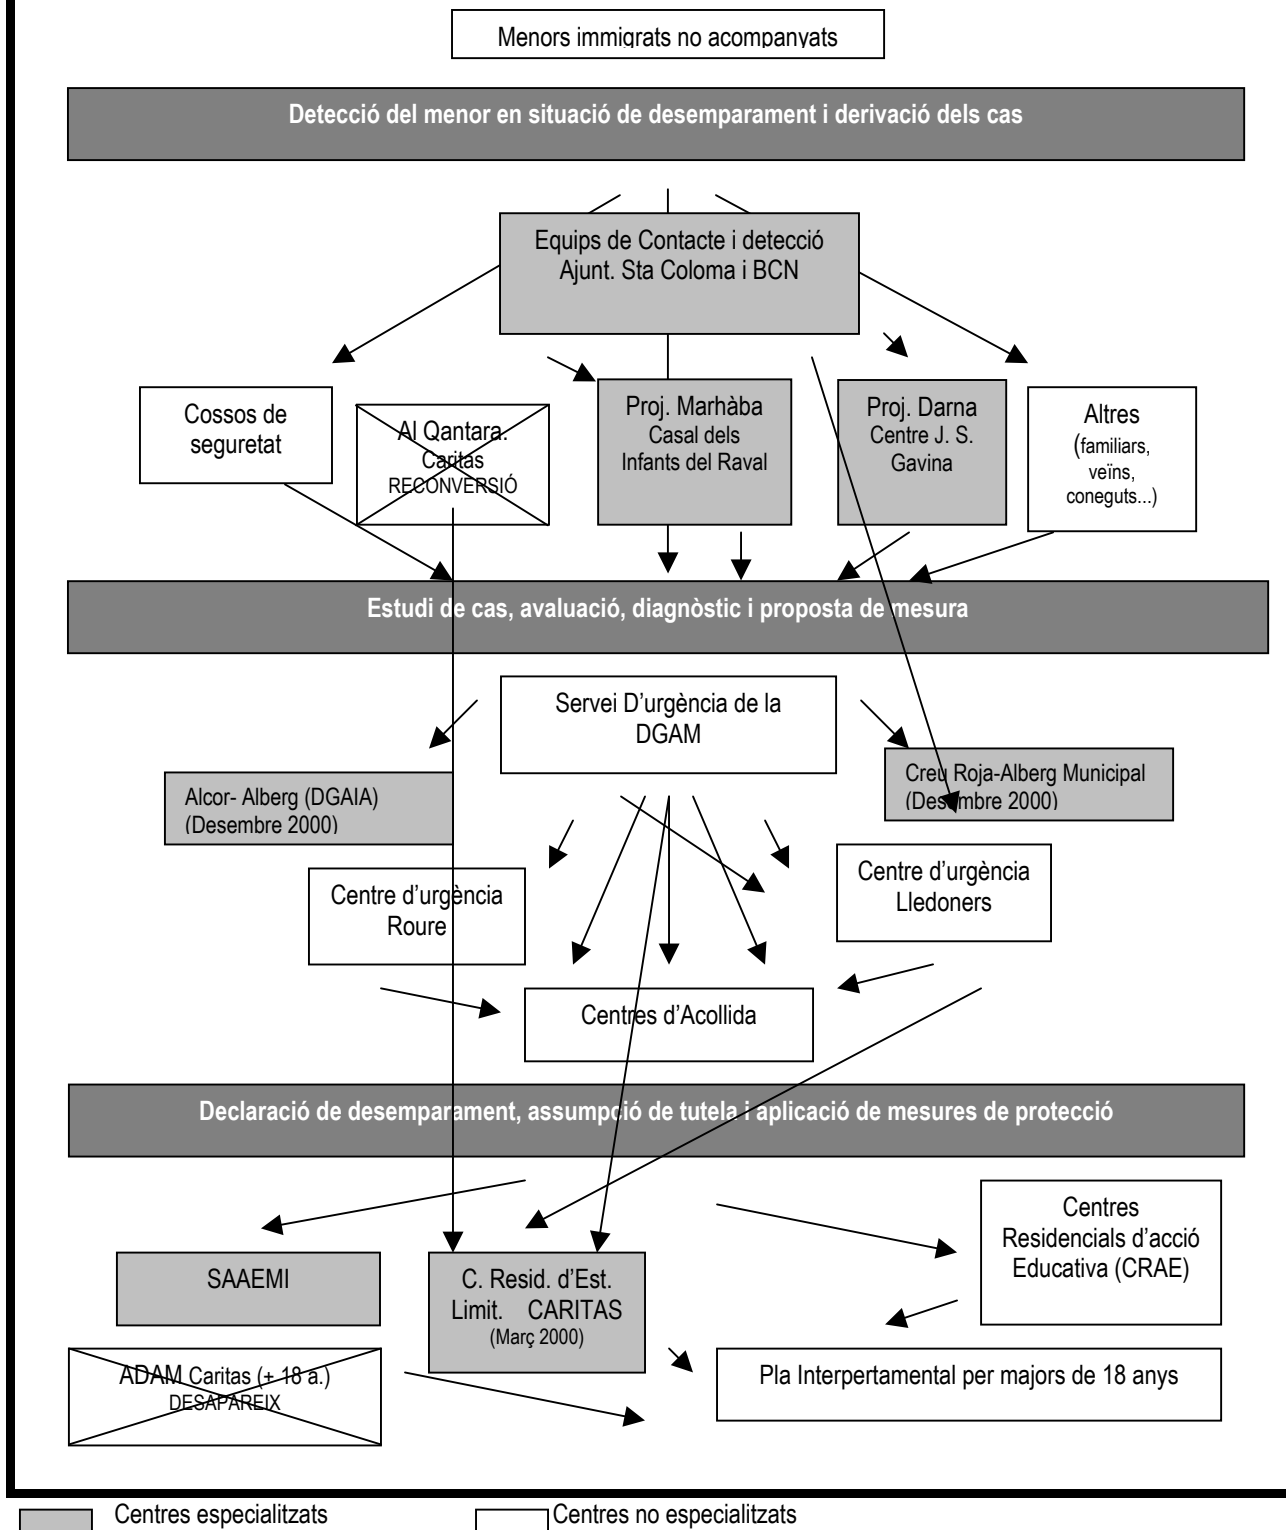 Menors immigrats no acompanyats
Detecció del menor en situació de desemparament i derivació dels cas
Equips de Contacte i detecció
Ajunt. Sta Coloma i BCN
Cossos de
seguretat
Al Qantara.
Caritas
RECONVERSIÓ
Proj. Marhàba
Casal dels
Infants del Raval
Proj. Darna
Centre J. S.
Gavina
Altres
(familiars,
veïns,
coneguts...)
Estudi de cas, avaluació, diagnòstic i proposta de mesura
Servei D’urgència de la
DGAM
Alcor- Alberg (DGAIA)
(Desembre 2000)
Creu Roja-Alberg Municipal
(Desembre 2000)
Centre d’urgència
Roure
Centre d’urgència
Lledoners
Centres d’Acollida
Declaració de desemparament, assumpció de tutela i aplicació de mesures de protecció
Centres
Residencials d’acció
Educativa (CRAE)
SAAEMI
C. Resid. d’Est.
Limit. CARITAS
(Març 2000)
ADAM Caritas (+ 18 a.)
DESAPAREIX
Pla Interpertamental per majors de 18 anys
Centres especialitzats
Centres no especialitzats